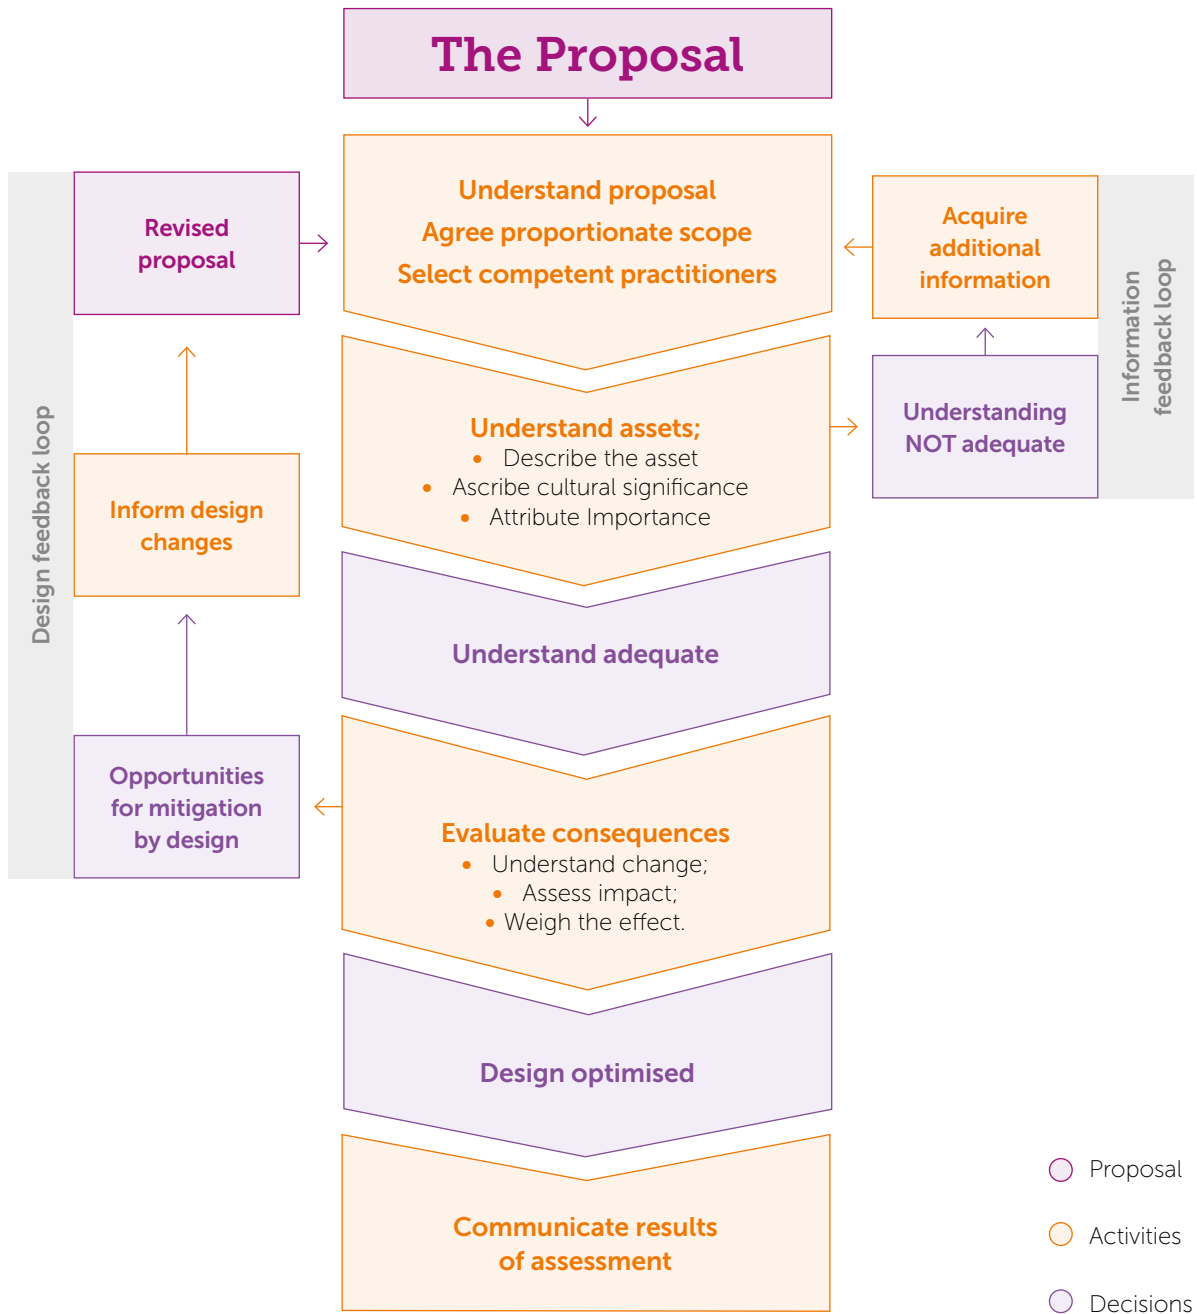 The Proposal
Understand proposal
Agree proportionate scope
Select competent practitioners
Revised
proposal
Acquire
additional
information
Information
feedback loop
Understanding
NOT adequate
Understand assets;
• Describe the asset
• Ascribe cultural significance
• Attribute Importance
Design feedback loop
Inform design
changes
Understand adequate
Opportunities
for mitigation
by design
Evaluate consequences
• Understand change;
• Assess impact;
• Weigh the effect.
Design optimised
Communicate results
of assessment
Proposal
Activities
Decisions